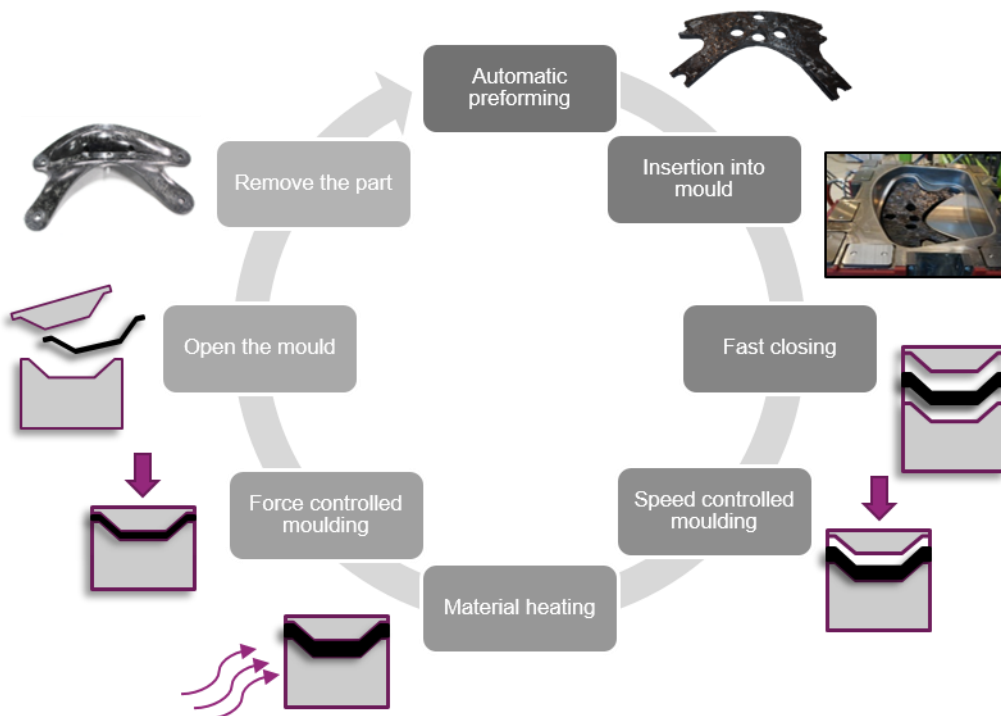 Automatic
preforming
Insertion into
mould
Fast closing
Speed controlled
moulding
Material heating
Force controlled
moulding
Open the mould
Remove the part